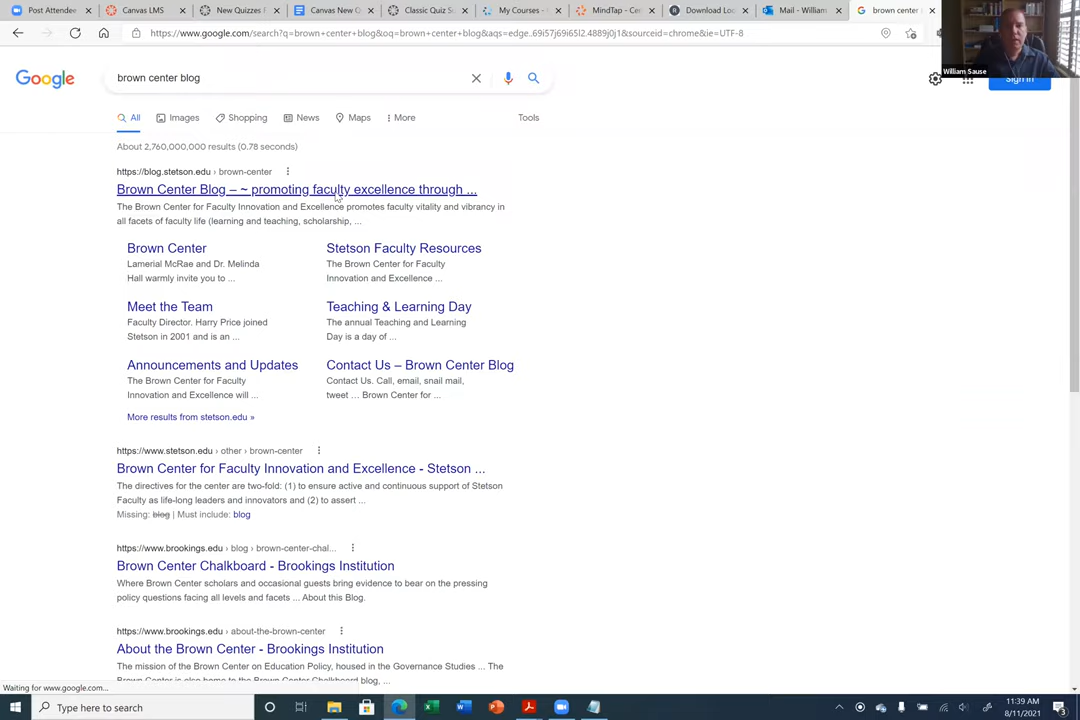 Post Attendee
Canvas LMS
New Quizzes F
Canvas New Q
Classic Quiz S
My Courses -
MindTap - Cen
Download Loc
Mail - William
brown center
https://www.google.com/search?q=brown+center+blog&oq=brown+center+blog&aqs=edge..69i57j69i65l2.4889j0j1&sourceid=chrome&ie=UTF-8
William Sause
Google
brown center blog
Sign in
All
Images
Shopping
News
Maps
More
Tools
About 2,760,000,000 results (0.78 seconds)
https://blog.stetson.edu › brown-center
Brown Center Blog – ~ promoting faculty excellence through ...
The Brown Center for Faculty Innovation and Excellence promotes faculty vitality and vibrancy in
all facets of faculty life (learning and teaching, scholarship, ...
Brown Center
Lamerial McRae and Dr. Melinda
Hall warmly invite you to ...
Stetson Faculty Resources
The Brown Center for Faculty
Innovation and Excellence ...
Meet the Team
Faculty Director. Harry Price joined
Stetson in 2001 and is an ...
Teaching & Learning Day
The annual Teaching and Learning
Day is a day of ...
Announcements and Updates
The Brown Center for Faculty
Innovation and Excellence will ...
Contact Us – Brown Center Blog
Contact Us. Call, email, snail mail,
tweet … Brown Center for ...
More results from stetson.edu »
https://www.stetson.edu › other › brown-center
Brown Center for Faculty Innovation and Excellence - Stetson ...
The directives for the center are two-fold: (1) to ensure active and continuous support of Stetson
Faculty as life-long leaders and innovators and (2) to assert ...
Missing: blog | Must include: blog
https://www.brookings.edu › blog › brown-center-chal...
Brown Center Chalkboard - Brookings Institution
Where Brown Center scholars and occasional guests bring evidence to bear on the pressing
policy questions facing all levels and facets ... About this Blog.
https://www.brookings.edu › about-the-brown-center
About the Brown Center - Brookings Institution
The mission of the Brown Center on Education Policy, housed in the Governance Studies ... The
Brown Center is also home to the Brown Center Chalkboard blog, ...
Waiting for www.google.com...
Type here to search
11:39 AM
8/11/2021
3